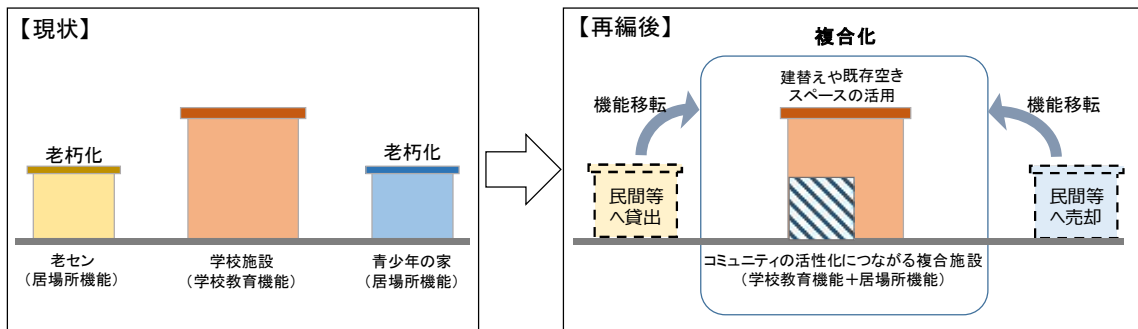 【現状】
老朽化
老朽化
老セン
（居場所機能）
学校施設
（学校教育機能）
青少年の家
（居場所機能）
【再編後】
複合化
建替えや既存空き
スペースの活用
機能移転
機能移転
民間等
へ貸出
民間等
へ売却
コミュニティの活性化につながる複合施設
（学校教育機能＋居場所機能）